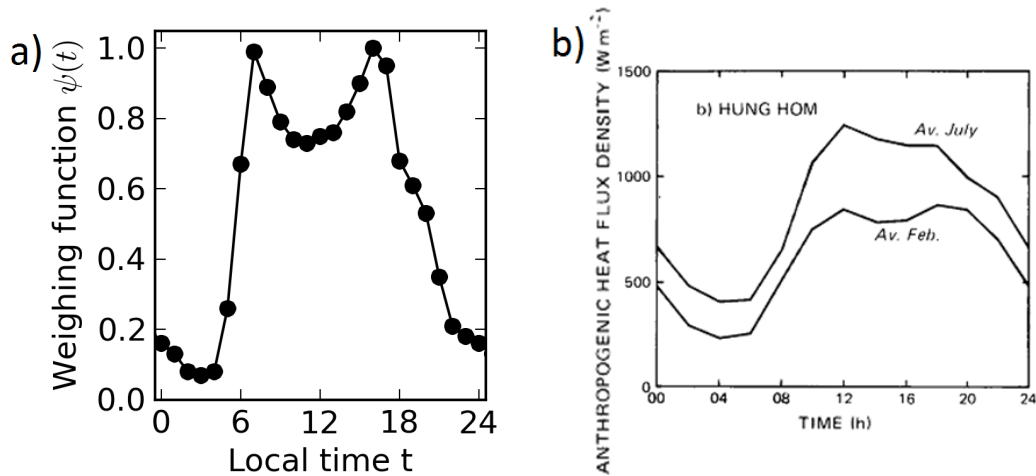 a)
Weighing function ψ(t)
1.0
0.8
0.6
0.4
0.2
0.0
0 6 12 18 24
Local time t
b)
ANTHROPOGENIC HEAT FLUX DENSITY (W m⁻²)
1500
1000
500
0
b) HUNG HOM
Av. July
Av. Feb.
00 04 08 12 16 20 24
TIME (h)